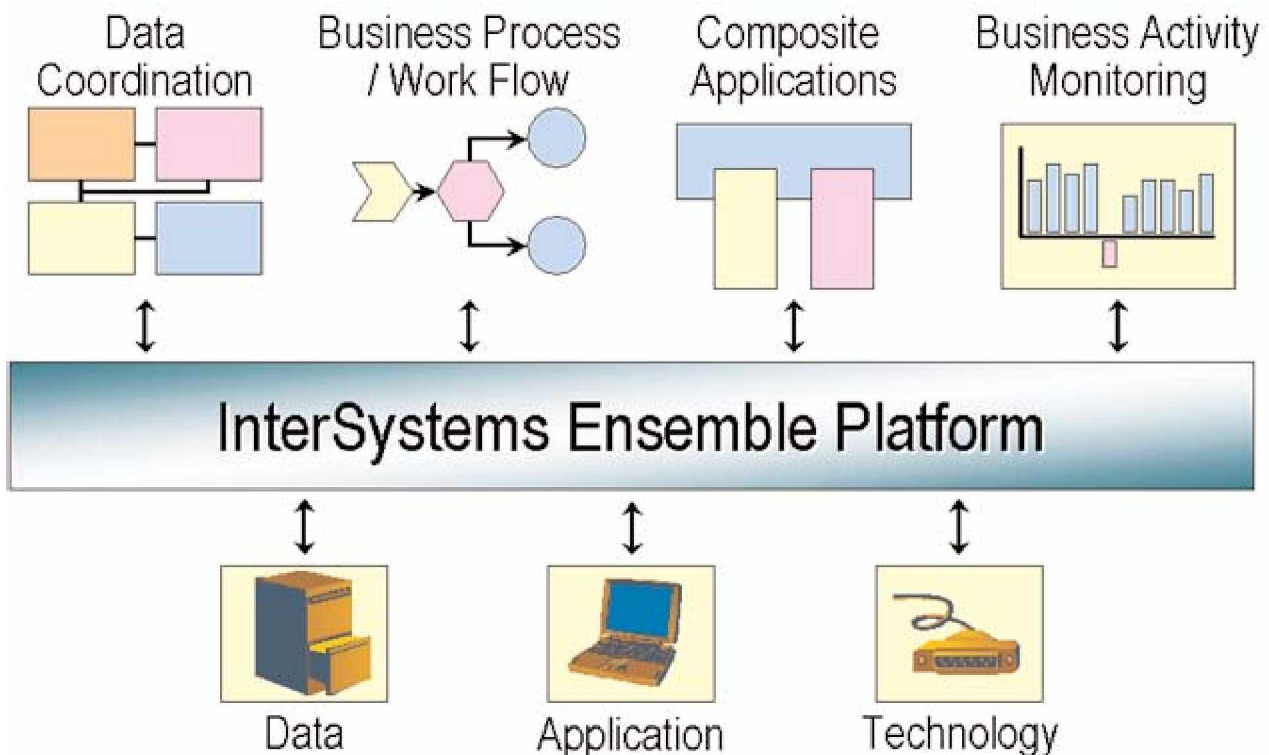 Data
Coordination
Business Process
/ Work Flow
Composite
Applications
Business Activity
Monitoring
InterSystems Ensemble Platform
Data
Application
Technology